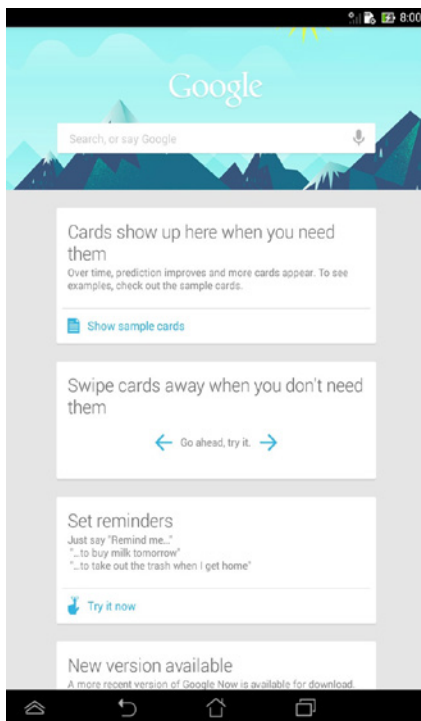 8:00
Google
Search, or say Google
Cards show up here when you need
them
Over time, prediction improves and more cards appear. To see
examples, check out the sample cards.
Show sample cards
Swipe cards away when you don't need
them
Go ahead, try it.
Set reminders
Just say "Remind me..."
"...to buy milk tomorrow"
"...to take out the trash when I get home"
Try it now
New version available
A more recent version of Google Now is available for download.